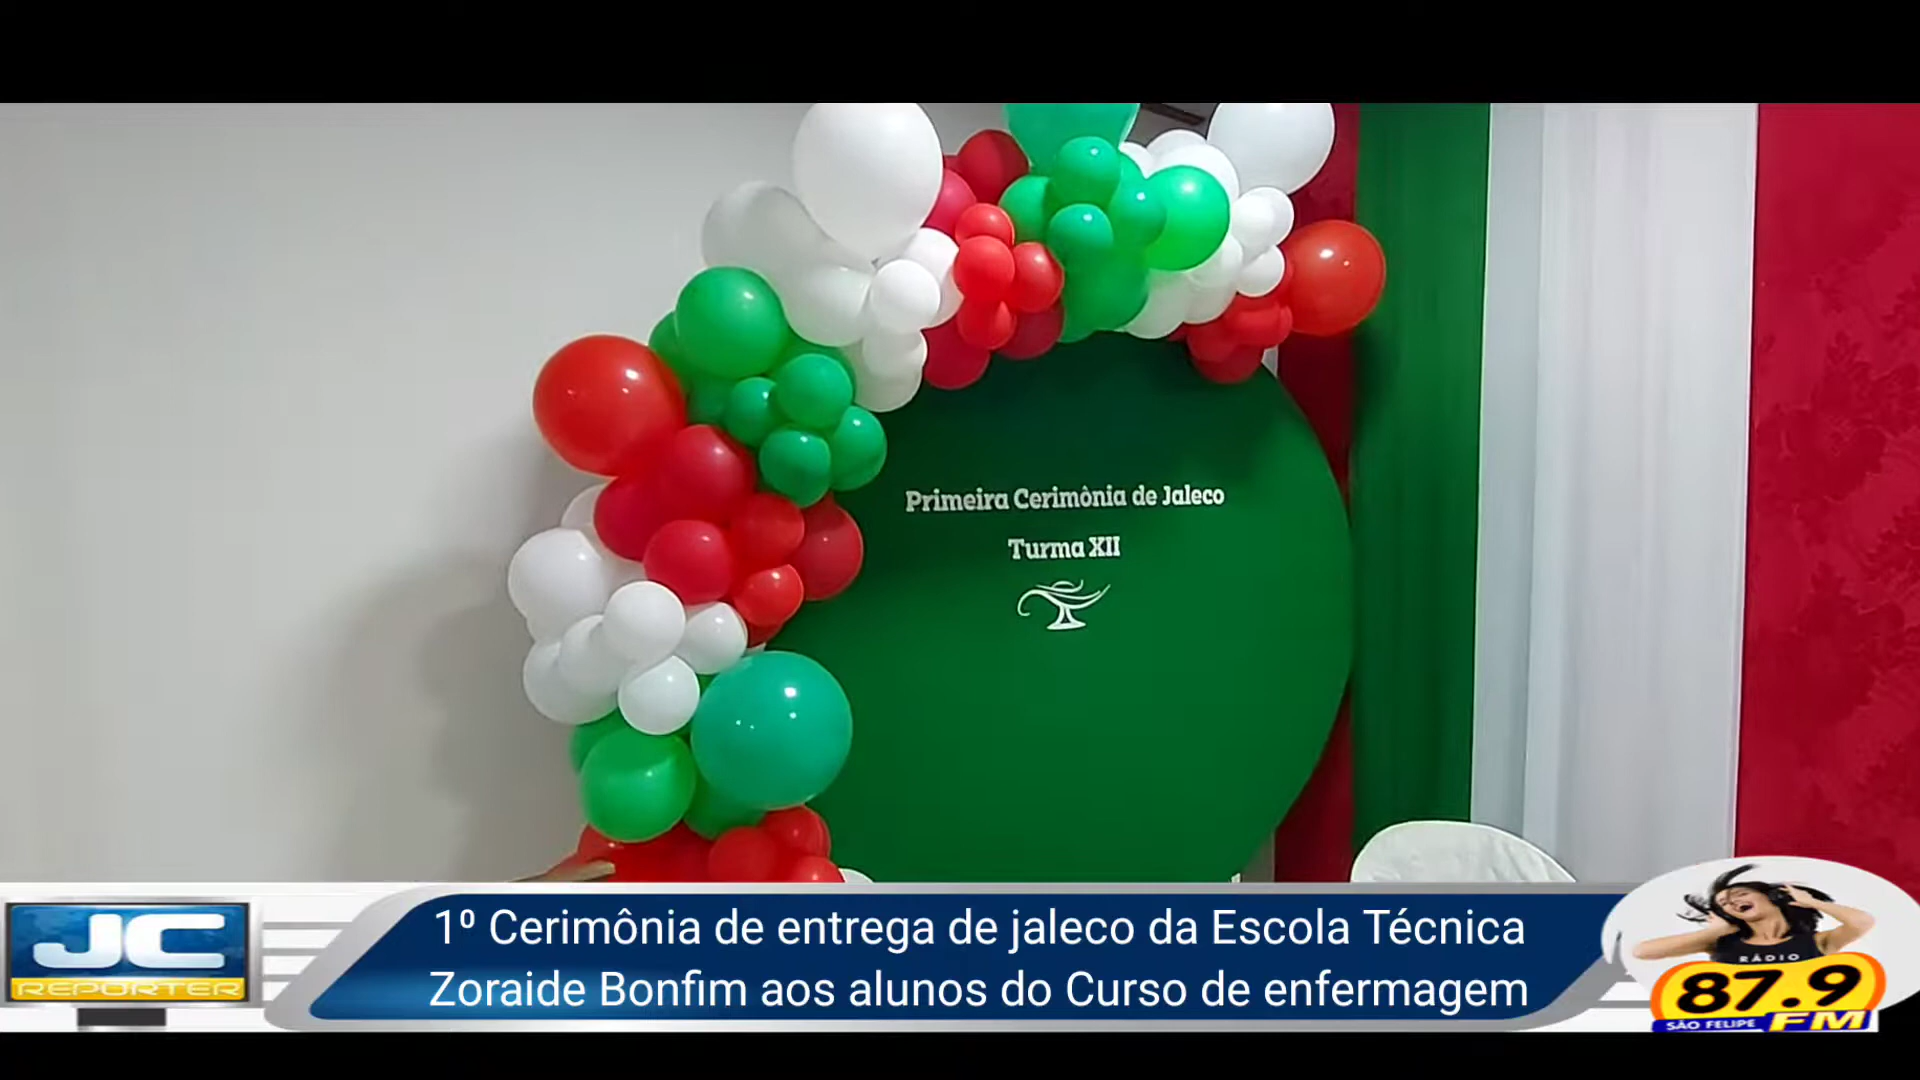 Primeira Cerimônia de Jaleco
Turma XII
JC
REPORTER
1º Cerimônia de entrega de jaleco da Escola Técnica
Zoraide Bonfim aos alunos do Curso de enfermagem
RÁDIO
87.9
SÃO FELIPE FM